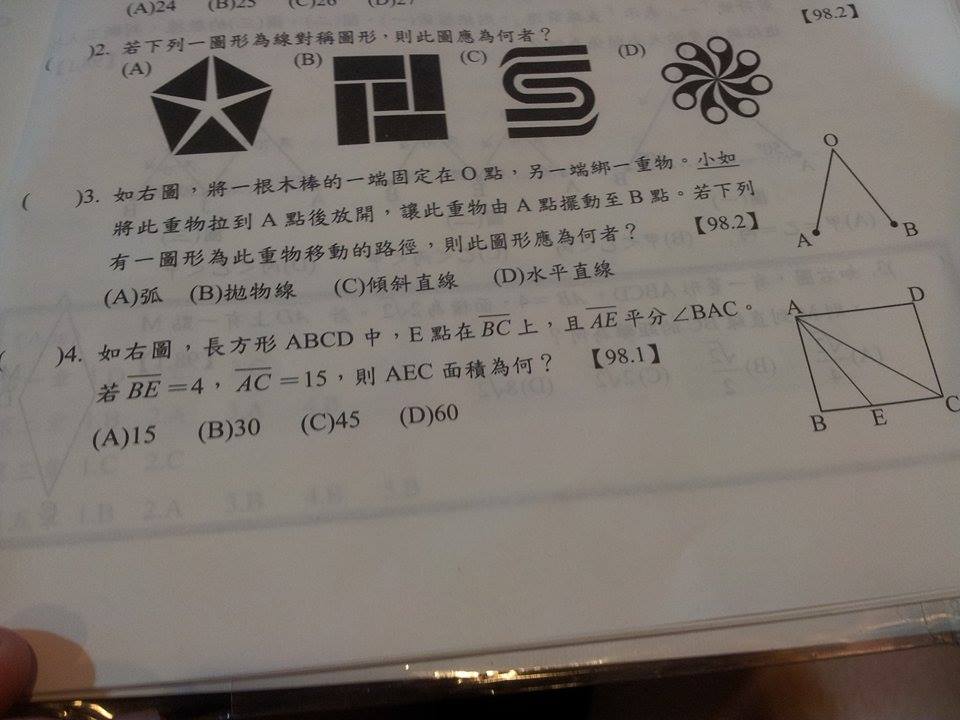 (A)24 (B)25 (C)26 (D)27
【98.2】
( )2. 若下列一圖形為線對稱圖形，則此圖應為何者？
(A) (B) (C) (D)
( )3. 如右圖，將一根木棒的一端固定在O點，另一端綁一重物。小如
將此重物拉到A點後放開，讓此重物由A點擺動至B點。若下列
有一圖形為此重物移動的路徑，則此圖形應為何者？ 【98.2】
(A)弧 (B)拋物線 (C)傾斜直線 (D)水平直線
O
A B
( )4. 如右圖，長方形ABCD中，E點在BC上，且AE平分∠BAC。
若BE=4，AC=15，則AEC面積為何？ 【98.1】
(A)15 (B)30 (C)45 (D)60
A D
B E C